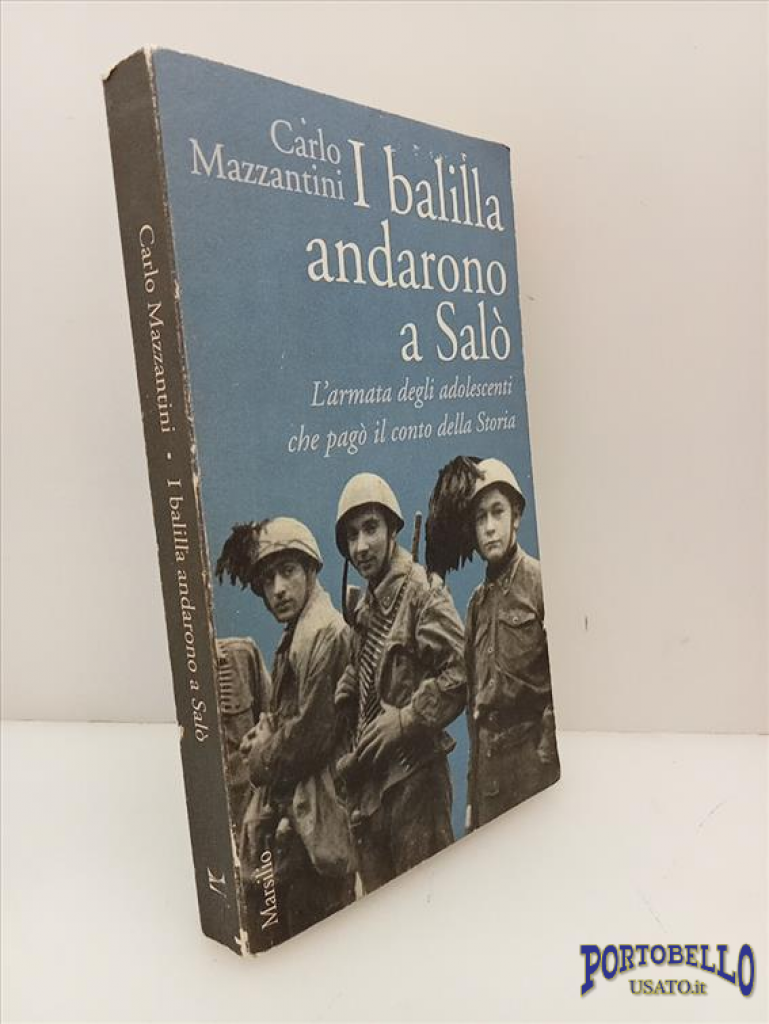 Carlo
Mazzantini
I balilla
andarono
a Salò
L'armata degli adolescenti
che pagò il conto della Storia
Marsilio
Carlo Mazzantini • I balilla andarono a Salò
PORTOBELLO
USATO.it